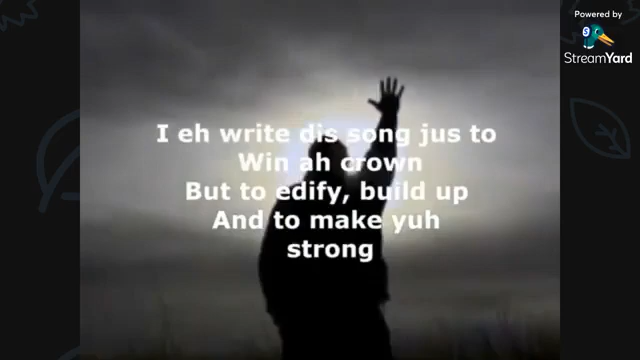 Powered by
StreamYard
I eh write dis song jus to
Win ah crown
But to edify, build up
And to make yuh
strong